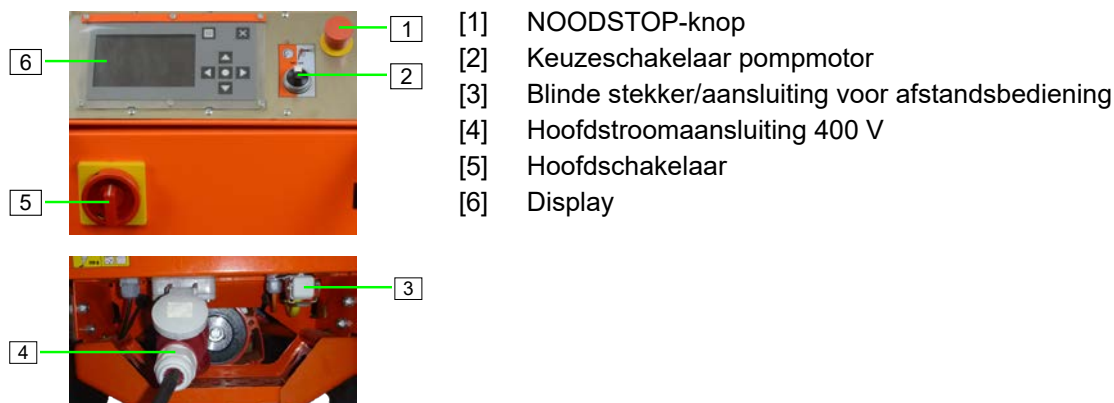 1
[1] NOODSTOP-knop
6
2
[2] Keuzeschakelaar pompmotor
[3] Blinde stekker/aansluiting voor afstandsbediening
[4] Hoofdstroomaansluiting 400 V
[5] Hoofdschakelaar
5
[6] Display
3
4